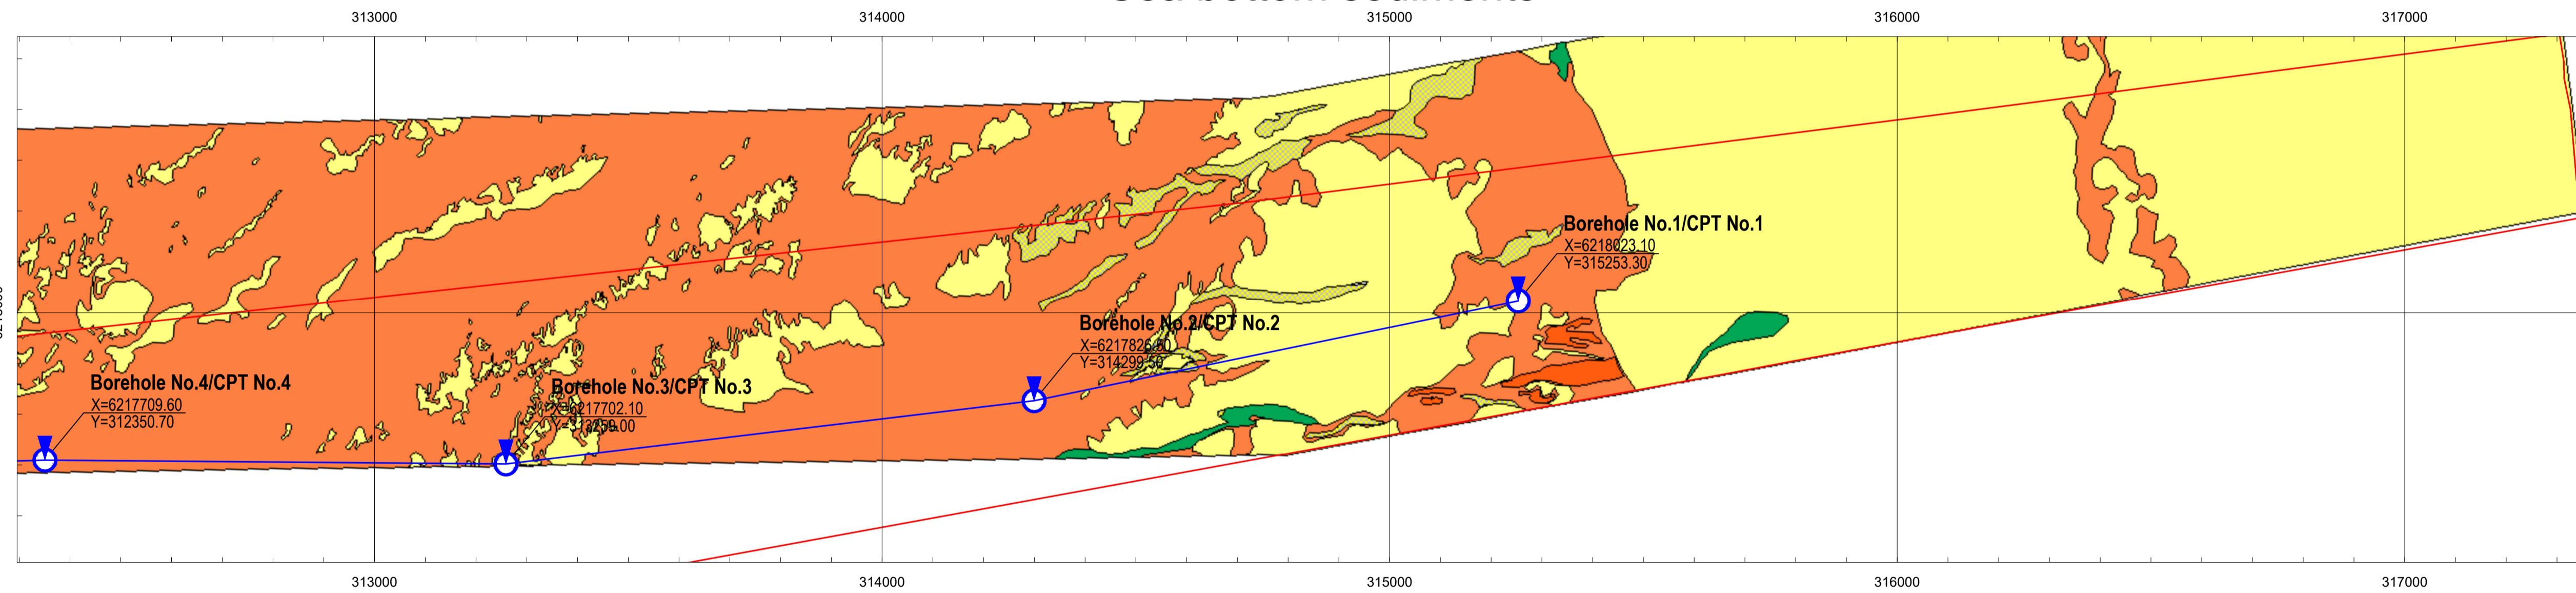 313000 314000 315000 316000 317000
Borehole No.1/CPT No.1
X=6218023.10
Y=315253.30
Borehole No.2/CPT No.2
X=6217826.50
Y=314299.50
Borehole No.4/CPT No.4
X=6217709.60
Y=312350.70
Borehole No.3/CPT No.3
X=6217702.10
Y=313259.00
313000 314000 315000 316000 317000